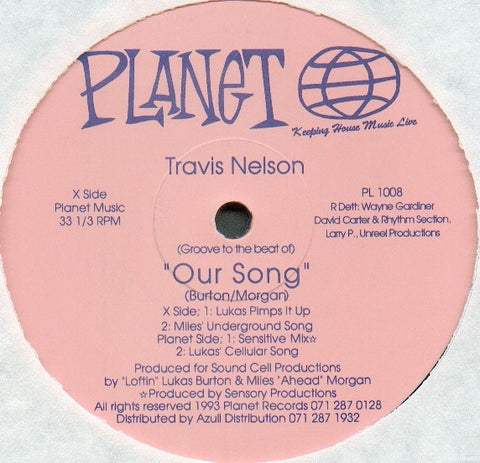 PLANET
Keeping House Music Live
Travis Nelson
X Side
Planet Music
33 1/3 RPM
PL 1008
R Dett: Wayne Gardiner
David Carter & Rhythm Section.
Larry P., Unreel Productions
(Groove to the beat of)
"Our Song"
(Burton/Morgan)
X Side; 1: Lukas Pimps It Up
2: Miles' Underground Song
Planet Side; 1: Sensitive Mix☆
2: Lukas' Cellular Song
Produced for Sound Cell Productions
by "Loftin" Lukas Burton & Miles "Ahead" Morgan
☆Produced by Sensory Productions
All rights reserved 1993 Planet Records 071 287 0128
Distributed by Azuli Distribution 071 287 1932